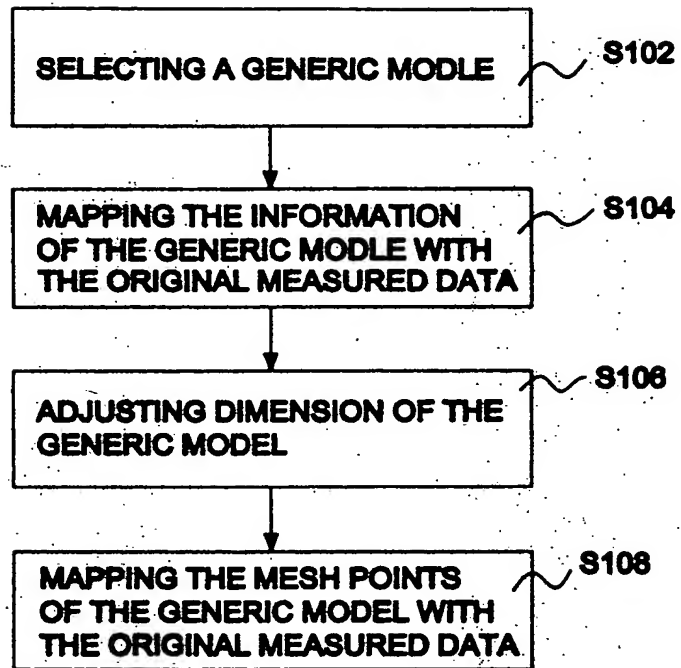 SELECTING A GENERIC MODLE
S102
MAPPING THE INFORMATION
OF THE GENERIC MODLE WITH
THE ORIGINAL MEASURED DATA
S104
ADJUSTING DIMENSION OF THE
GENERIC MODEL
S106
MAPPING THE MESH POINTS
OF THE GENERIC MODEL WITH
THE ORIGINAL MEASURED DATA
S108